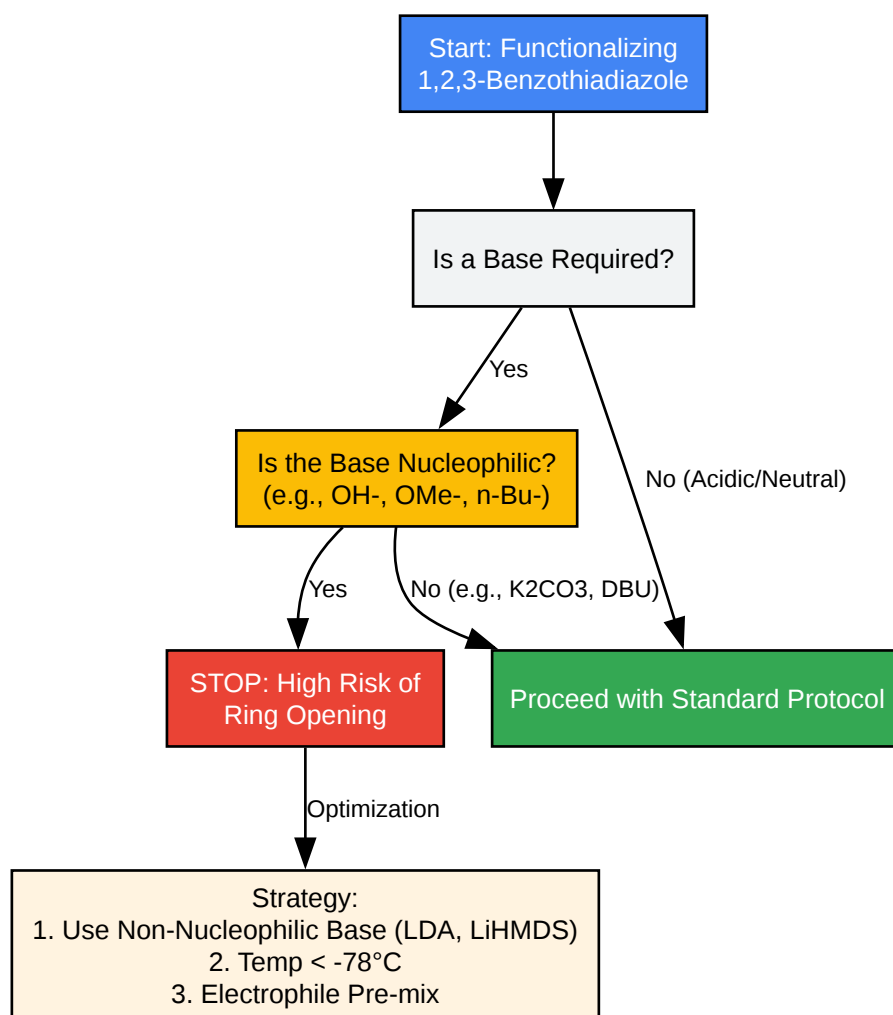 Start: Functionalizing
1,2,3-Benzothiadiazole
Is a Base Required?
Yes
Is the Base Nucleophilic?
(e.g., OH-, OMe-, n-Bu-)
No (Acidic/Neutral)
Yes
No (e.g., K2CO3, DBU)
STOP: High Risk of
Ring Opening
Proceed with Standard Protocol
Optimization
Strategy:
1. Use Non-Nucleophilic Base (LDA, LiHMDS)
2. Temp < -78°C
3. Electrophile Pre-mix